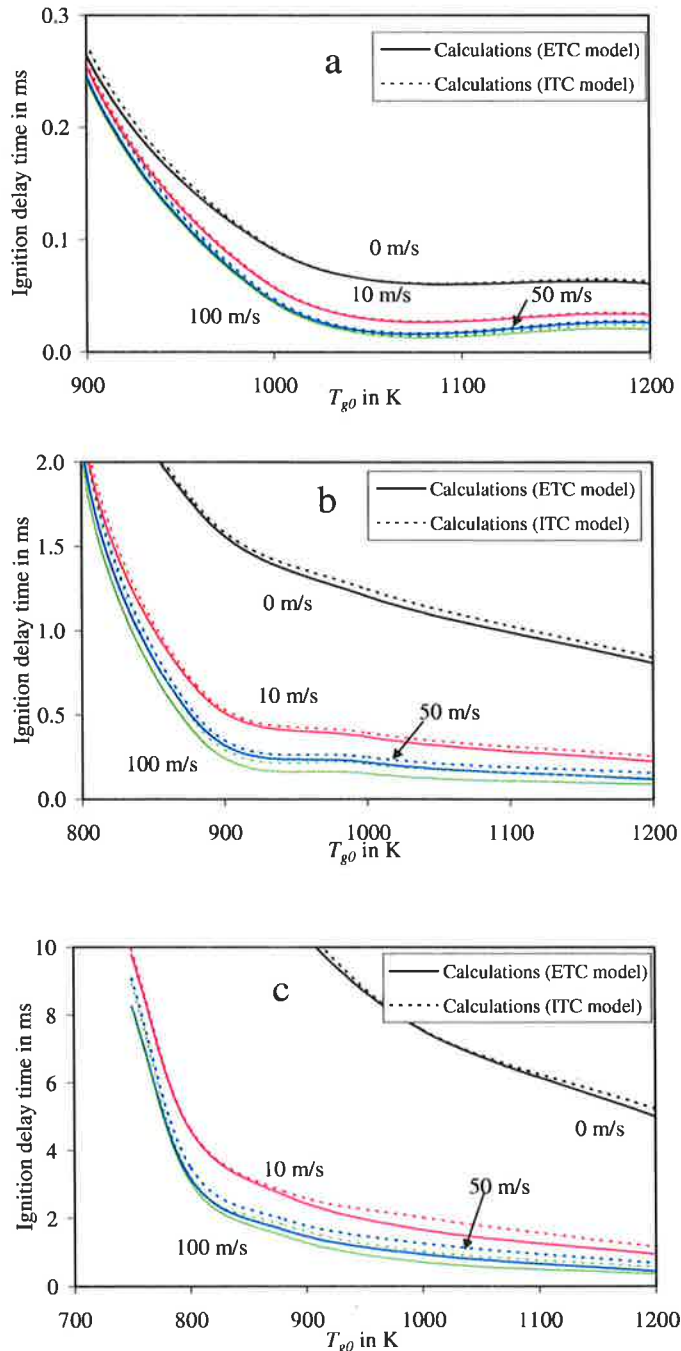 a
Calculations (ETC model)
Calculations (ITC model)
Ignition delay time in ms
0.3
0.2
0.1
0.0
0 m/s
10 m/s
50 m/s
100 m/s
900
1000
1100
1200
Tg0 in K
b
Calculations (ETC model)
Calculations (ITC model)
Ignition delay time in ms
2.0
1.5
1.0
0.5
0.0
0 m/s
10 m/s
50 m/s
100 m/s
800
900
1000
1100
1200
Tg0 in K
c
Calculations (ETC model)
Calculations (ITC model)
Ignition delay time in ms
10
8
6
4
2
0
0 m/s
10 m/s
50 m/s
100 m/s
700
800
900
1000
1100
1200
Tg0 in K